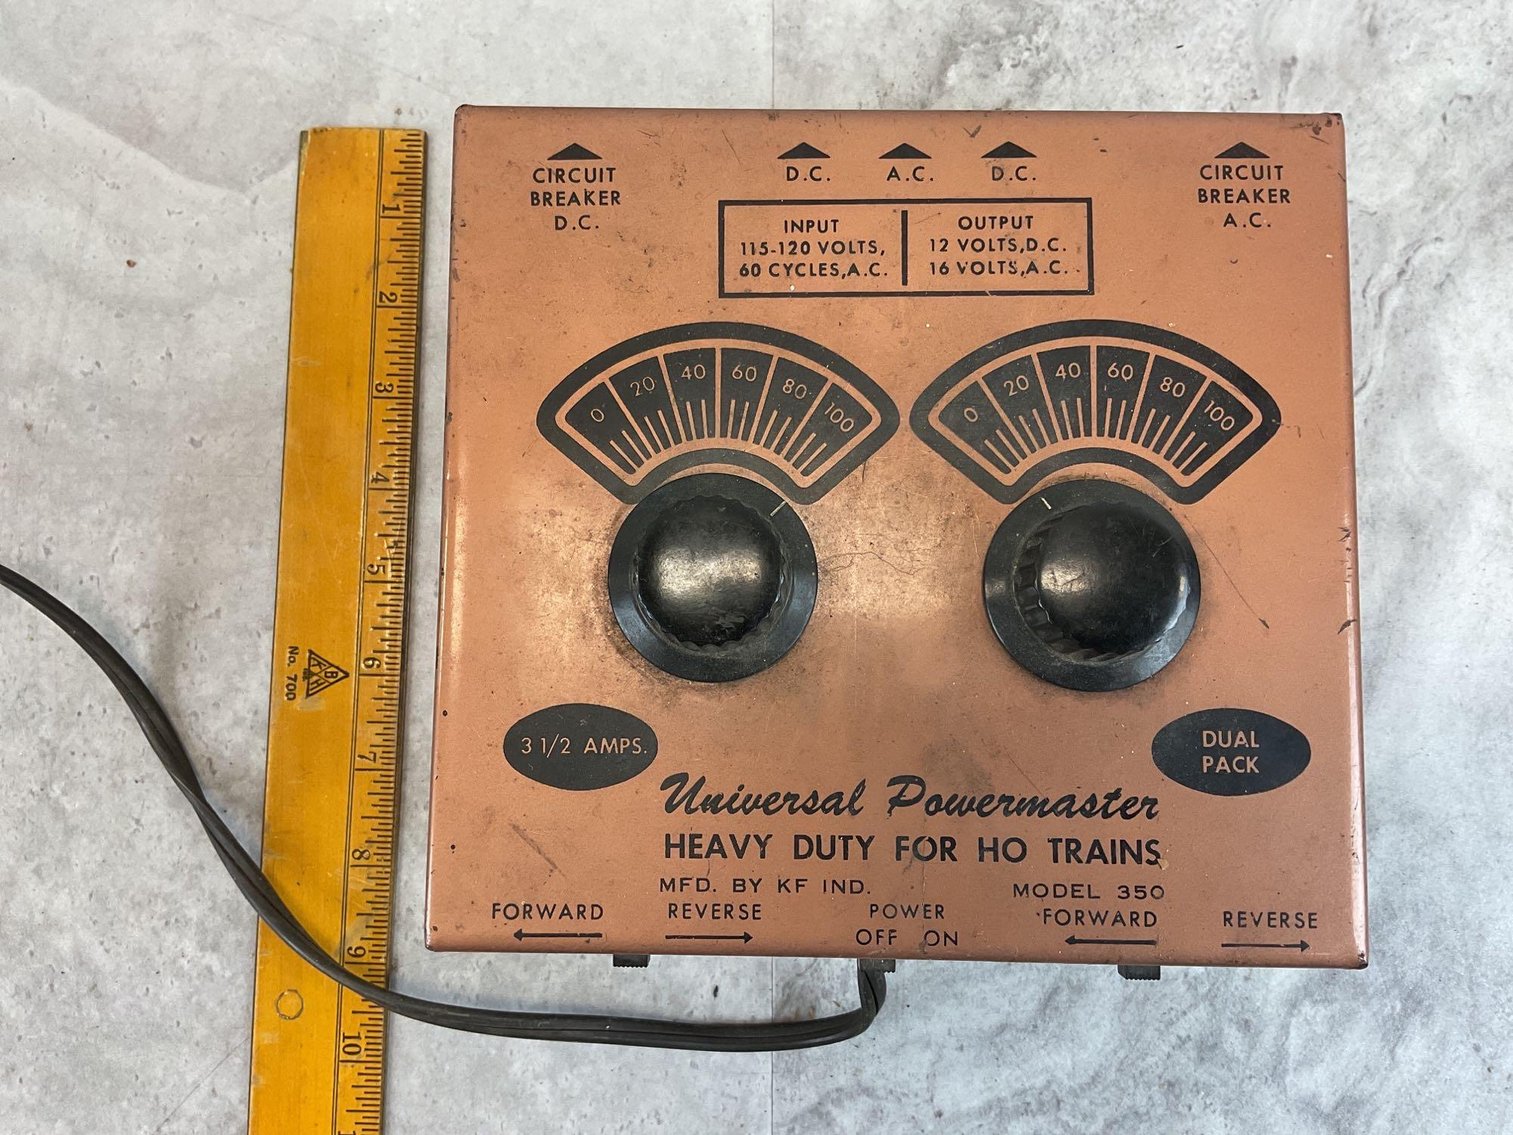 CIRCUIT
BREAKER
D.C.
D.C.
A.C.
D.C.
CIRCUIT
BREAKER
A.C.
INPUT
115-120 VOLTS,
60 CYCLES,A.C.
OUTPUT
12 VOLTS,D.C.
16 VOLTS,A.C.
0 20 40 60 80 100
0 20 40 60 80 100
3 1/2 AMPS.
DUAL
PACK
Universal Powermaster
HEAVY DUTY FOR HO TRAINS
MFD. BY KF IND.
MODEL 350
FORWARD
REVERSE
POWER
OFF ON
FORWARD
REVERSE
1
2
3
4
5
6
7
8
9
10
No. 700